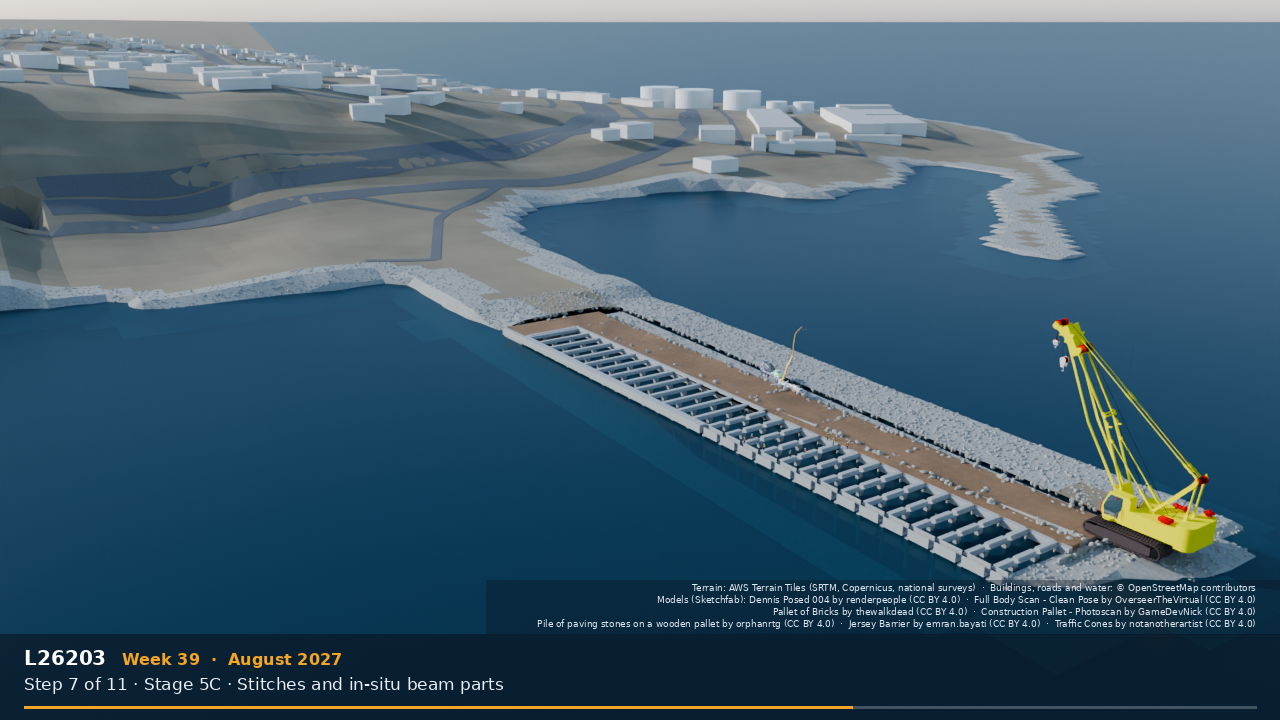 Terrain: AWS Terrain Tiles (SRTM, Copernicus, national surveys)  ·  Buildings, roads and water: © OpenStreetMap contributors
Models (Sketchfab): Dennis Posed 004 by renderpeople (CC BY 4.0)  ·  Full Body Scan - Clean Pose by OverseerTheVirtual (CC BY 4.0)
Pallet of Bricks by thewalkdead (CC BY 4.0)  ·  Construction Pallet - Photoscan by GameDevNick (CC BY 4.0)
Pile of paving stones on a wooden pallet by orphanrtg (CC BY 4.0)  ·  Jersey Barrier by emran.bayati (CC BY 4.0)  ·  Traffic Cones by notanotherartist (CC BY 4.0)
L26203 Week 39 · August 2027
Step 7 of 11 · Stage 5C · Stitches and in-situ beam parts